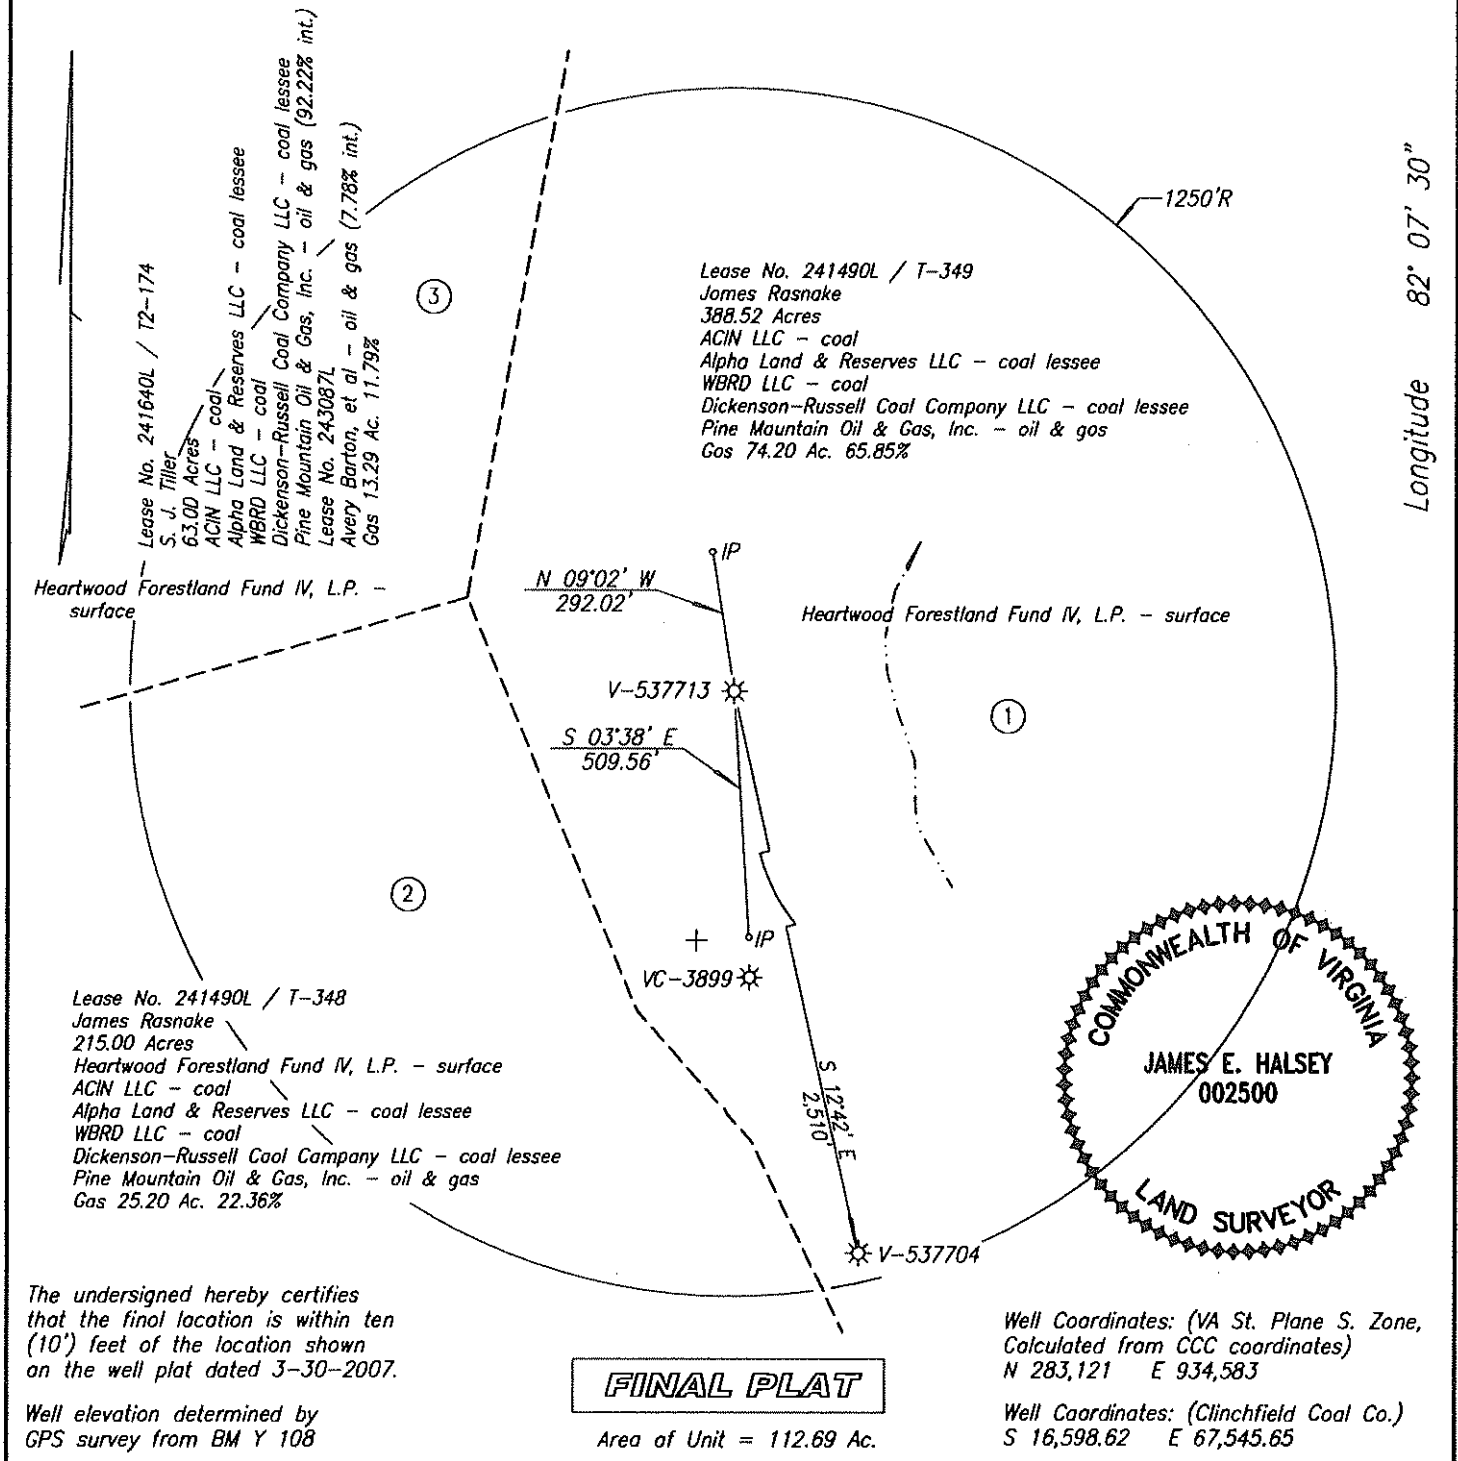 Lease No. 241640L / T2-174
S. J. Tiller
63.00 Acres
ACIN LLC - coal
Alpha Land & Reserves LLC - coal lessee
WBRD LLC - coal
Dickenson-Russell Coal Company LLC - coal lessee
Pine Mountain Oil & Gas, Inc. - oil & gas (92.22% int.)
Lease No. 243087L
Avery Barton, et al - oil & gas (7.78% int.)
Gas 13.29 Ac. 11.79%
Heartwood Forestland Fund IV, L.P. -
surface
3
1250'R
Longitude 82° 07' 30"
Lease No. 241490L / T-349
James Rasnake
388.52 Acres
ACIN LLC - coal
Alpha Land & Reserves LLC - coal lessee
WBRD LLC - coal
Dickenson-Russell Coal Company LLC - coal lessee
Pine Mountain Oil & Gas, Inc. - oil & gas
Gas 74.20 Ac. 65.85%
IP
N 09°02' W
292.02'
Heartwood Forestland Fund IV, L.P. - surface
V-537713
1
S 03°38' E
509.56'
2
IP
VC-3899
S 12°42' E
2,510'
V-537704
Lease No. 241490L / T-348
James Rasnake
215.00 Acres
Heartwood Forestland Fund IV, L.P. - surface
ACIN LLC - coal
Alpha Land & Reserves LLC - coal lessee
WBRD LLC - coal
Dickenson-Russell Coal Company LLC - coal lessee
Pine Mountain Oil & Gas, Inc. - oil & gas
Gas 25.20 Ac. 22.36%
COMMONWEALTH OF VIRGINIA
JAMES E. HALSEY
002500
LAND SURVEYOR
The undersigned hereby certifies
that the final location is within ten
(10') feet of the location shown
on the well plat dated 3-30-2007.
Well elevation determined by
GPS survey from BM Y 108
FINAL PLAT
Area of Unit = 112.69 Ac.
Well Coordinates: (VA St. Plane S. Zone,
Calculated from CCC coordinates)
N 283,121 E 934,583
Well Coordinates: (Clinchfield Coal Co.)
S 16,598.62 E 67,545.65